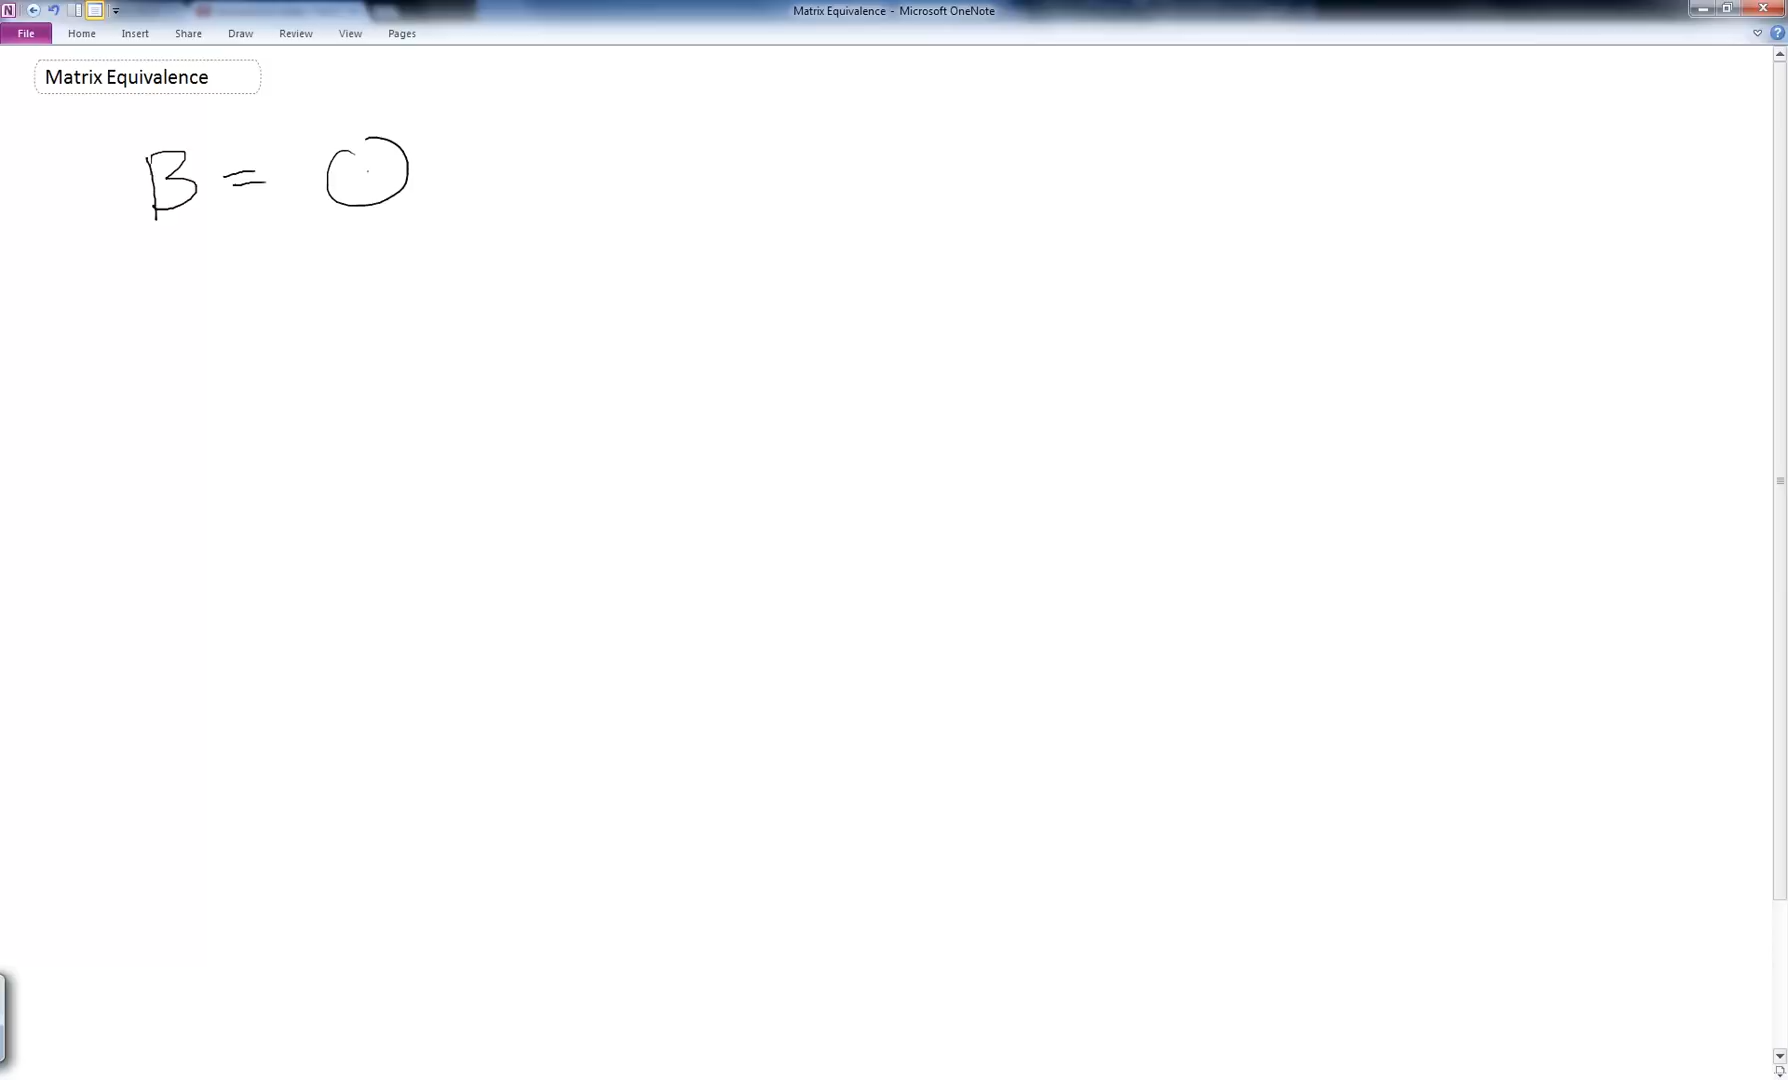 Matrix Equivalence - Microsoft OneNote
File Home Insert Share Draw Review View Pages
Matrix Equivalence
B = O